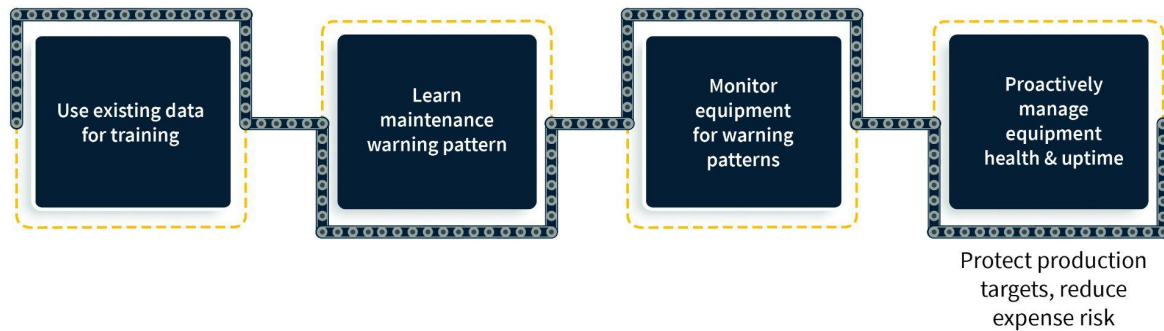 Use existing data
for training
Learn
maintenance
warning pattern
Monitor
equipment
for warning
patterns
Proactively
manage
equipment
health & uptime
Protect production
targets, reduce
expense risk